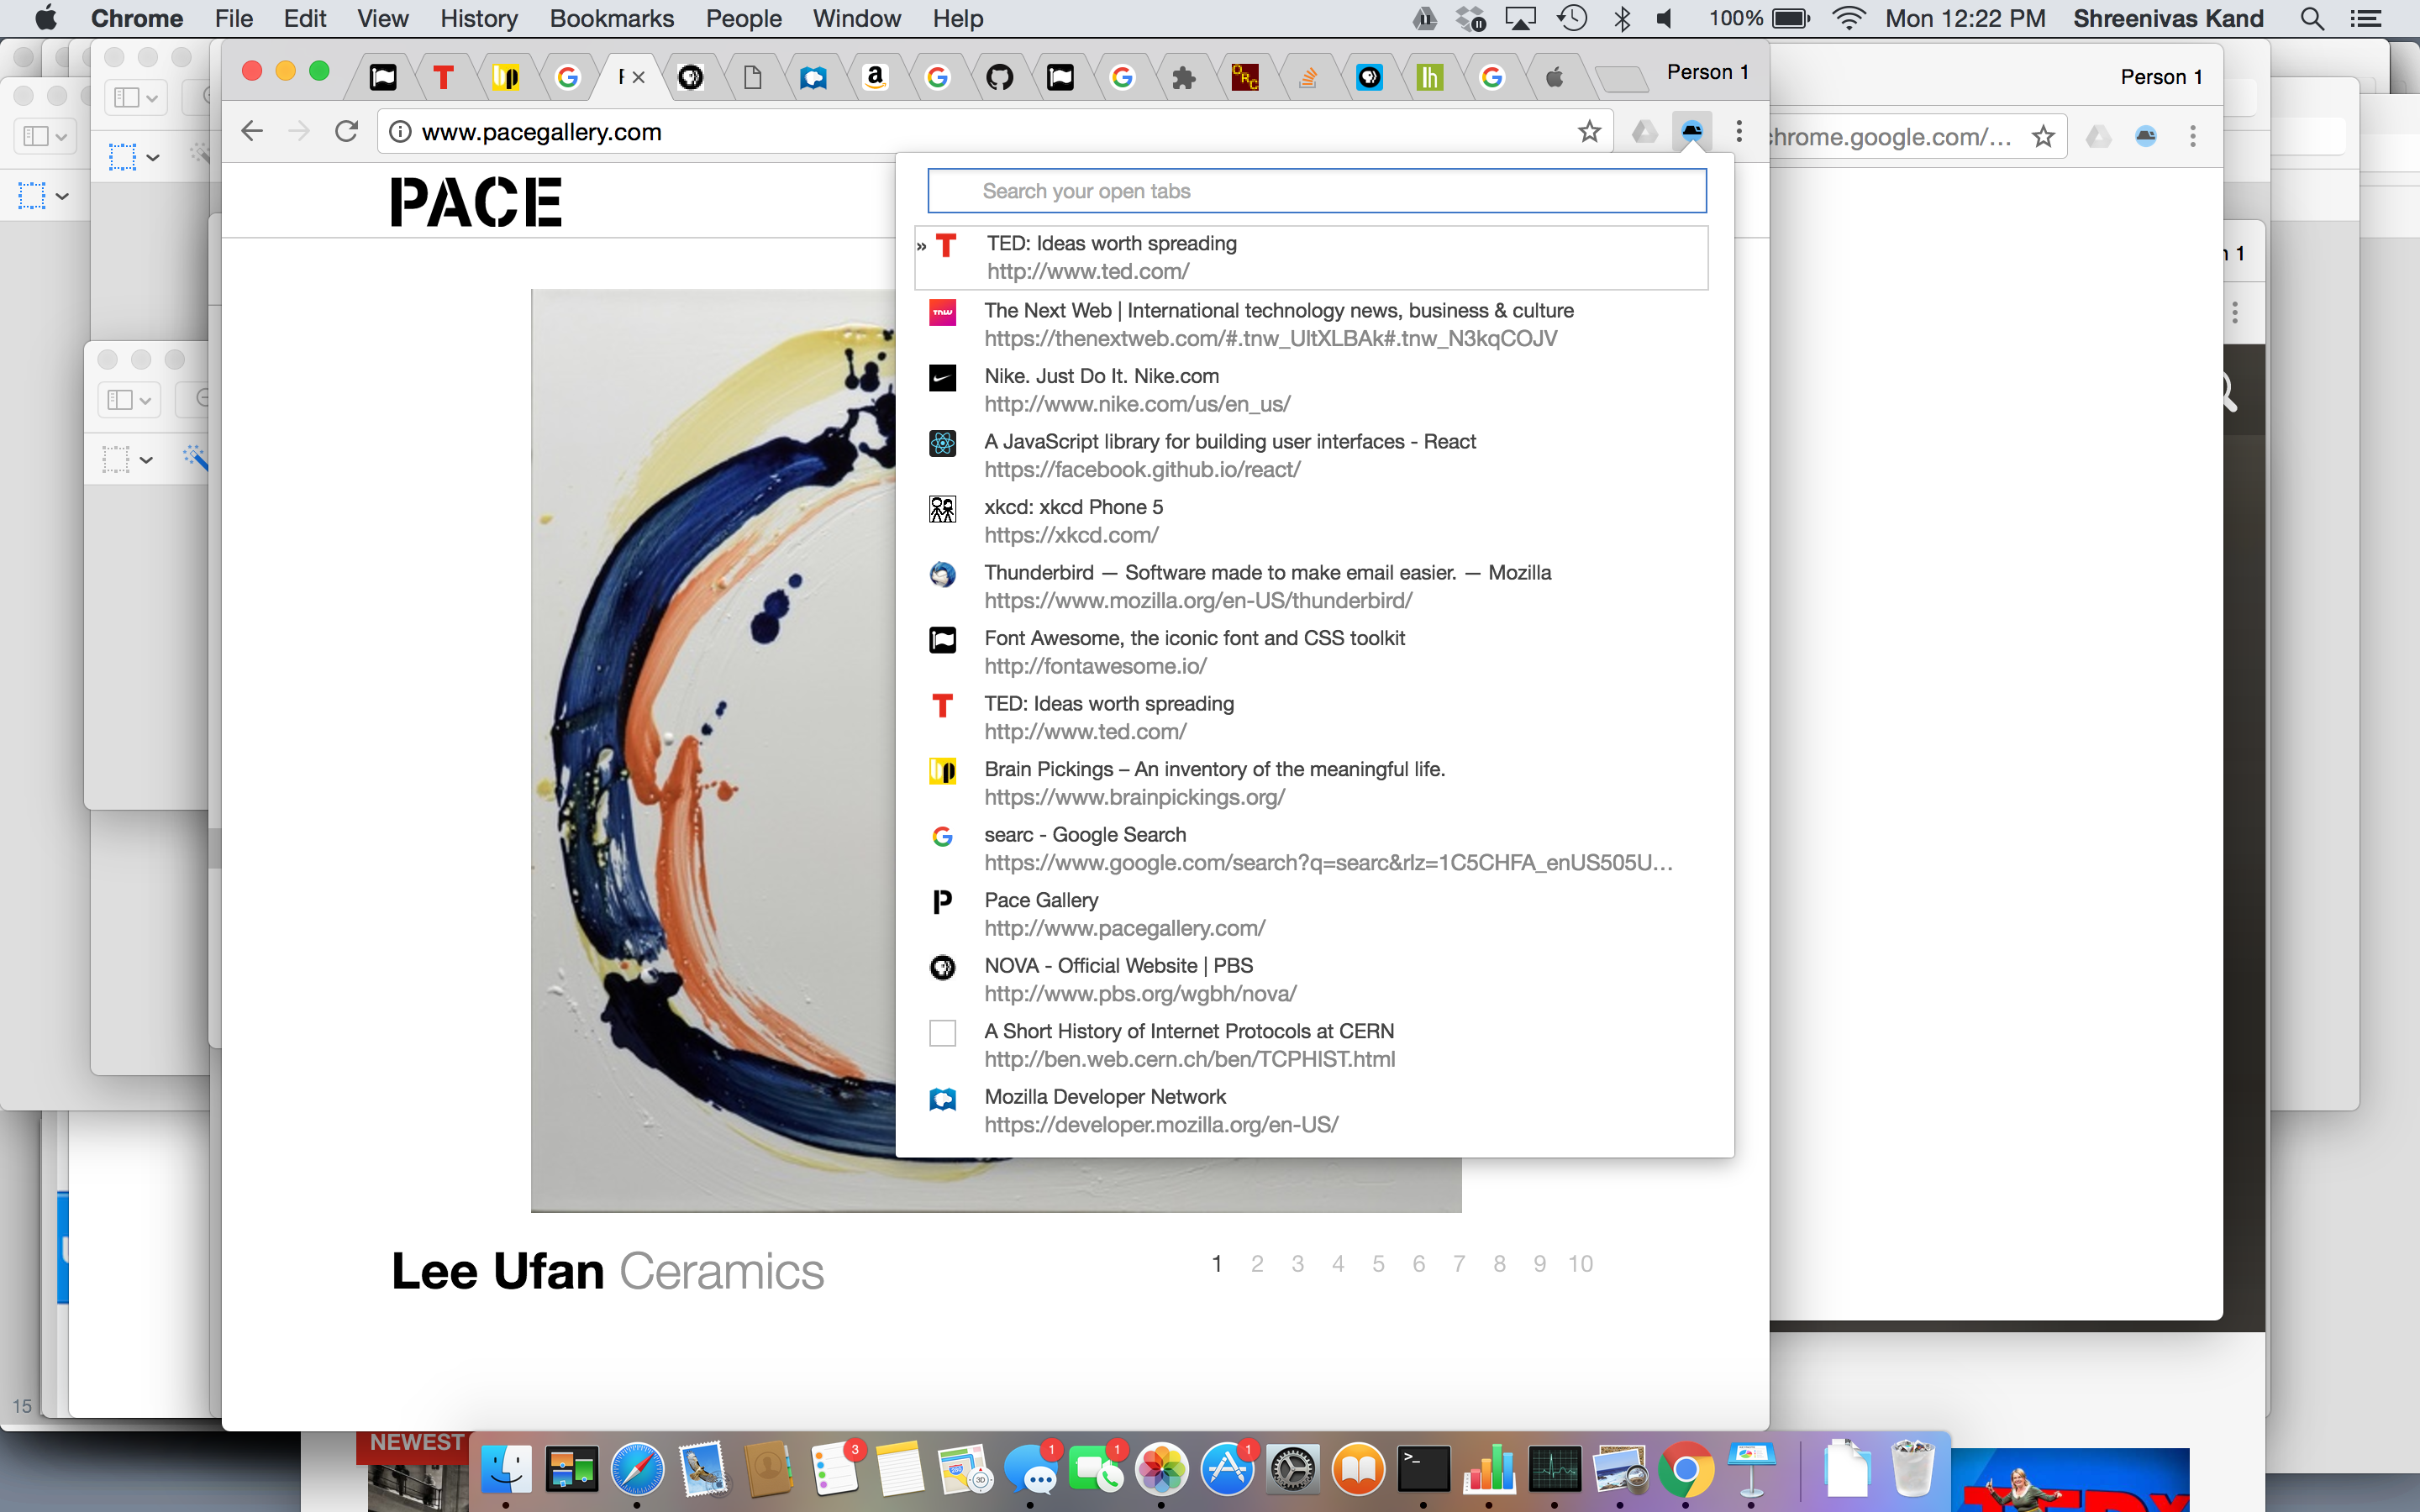 Chrome File Edit View History Bookmarks People Window Help 100% Mon 12:22 PM Shreenivas Kand
Person 1
Person 1
www.pacegallery.com
chrome.google.com/...
PACE
Search your open tabs
» TED: Ideas worth spreading
http://www.ted.com/
The Next Web | International technology news, business & culture
https://thenextweb.com/#.tnw_UltXLBAk#.tnw_N3kqCOJV
Nike. Just Do It. Nike.com
http://www.nike.com/us/en_us/
A JavaScript library for building user interfaces - React
https://facebook.github.io/react/
xkcd: xkcd Phone 5
https://xkcd.com/
Thunderbird — Software made to make email easier. — Mozilla
https://www.mozilla.org/en-US/thunderbird/
Font Awesome, the iconic font and CSS toolkit
http://fontawesome.io/
TED: Ideas worth spreading
http://www.ted.com/
Brain Pickings – An inventory of the meaningful life.
https://www.brainpickings.org/
searc - Google Search
https://www.google.com/search?q=searc&rlz=1C5CHFA_enUS505U...
Pace Gallery
http://www.pacegallery.com/
NOVA - Official Website | PBS
http://www.pbs.org/wgbh/nova/
A Short History of Internet Protocols at CERN
http://ben.web.cern.ch/ben/TCPHIST.html
Mozilla Developer Network
https://developer.mozilla.org/en-US/
Lee Ufan Ceramics
1 2 3 4 5 6 7 8 9 10
15
NEWEST
3 1 1 1